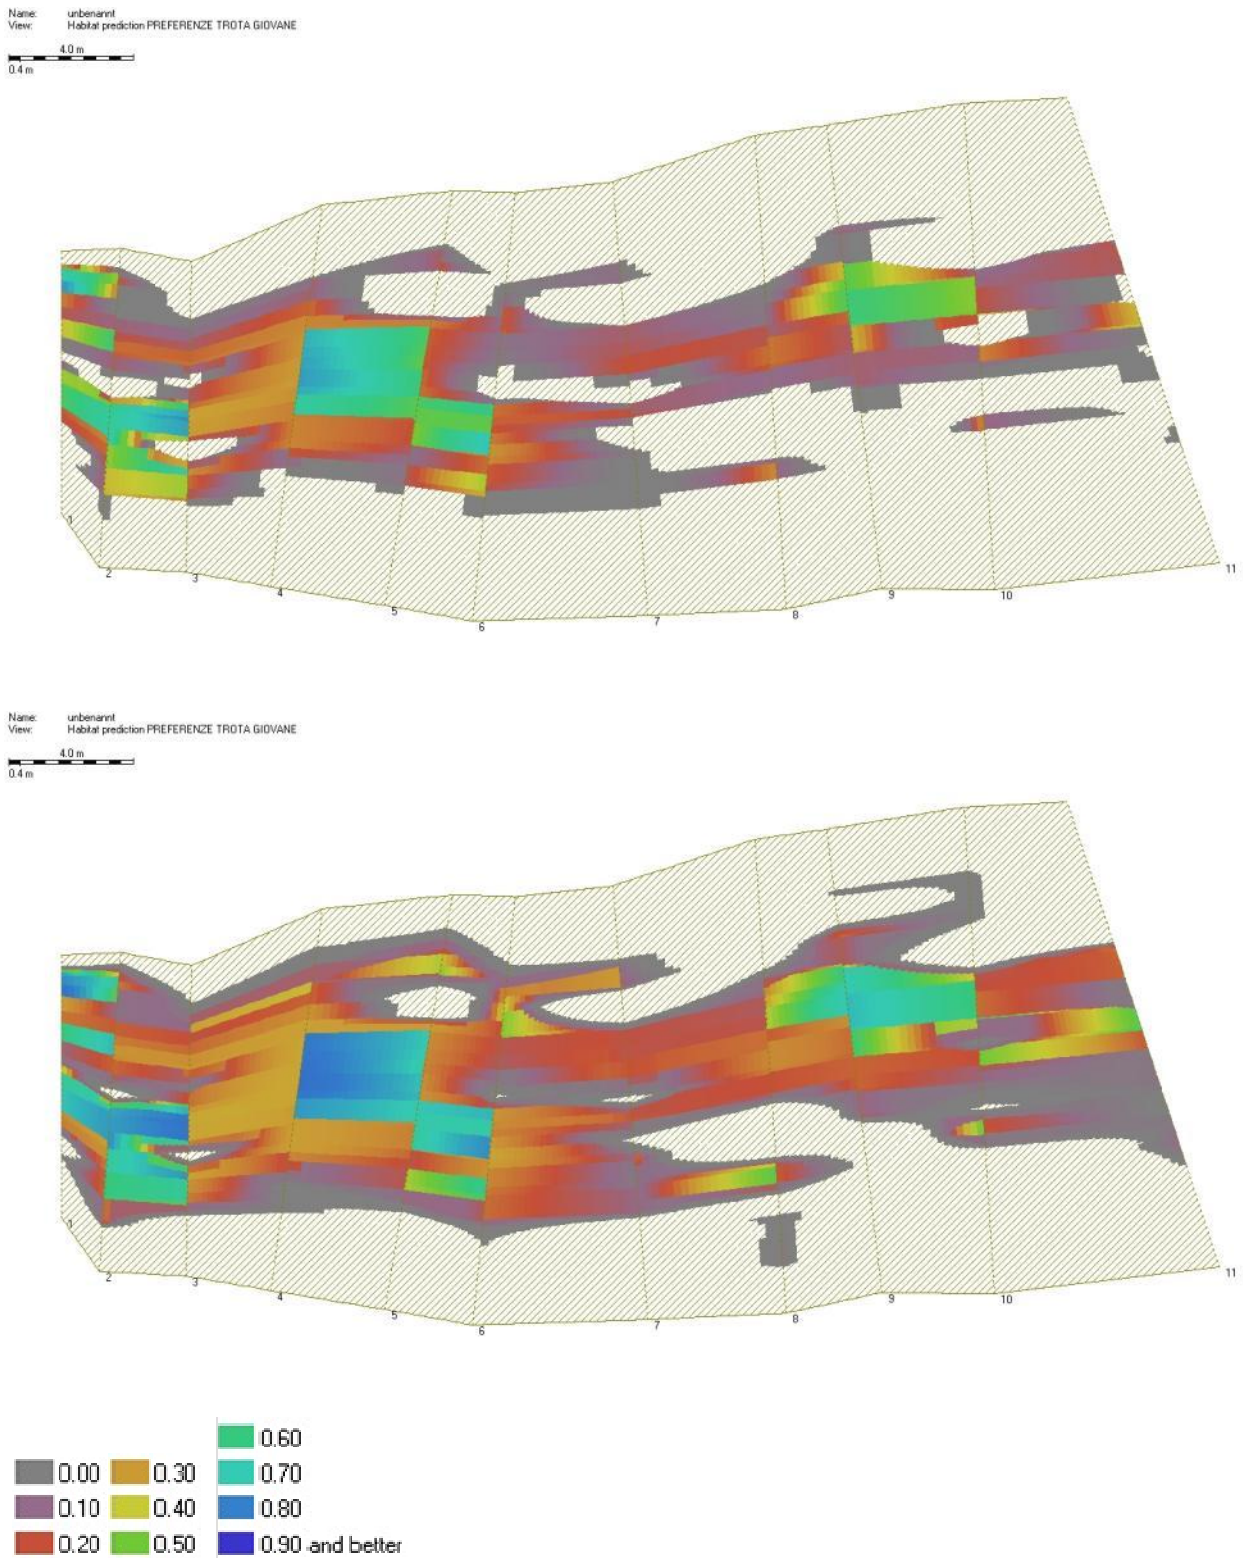 Name: unbenannt
View: Habitat prediction PREFERENZE TROTA GIOVANE
4.0 m
0.4 m
1
2
3
4
5
6
7
8
9
10
11
Name: unbenannt
View: Habitat prediction PREFERENZE TROTA GIOVANE
4.0 m
0.4 m
1
2
3
4
5
6
7
8
9
10
11
0.60
0.00 0.30 0.70
0.10 0.40 0.80
0.20 0.50 0.90 and better